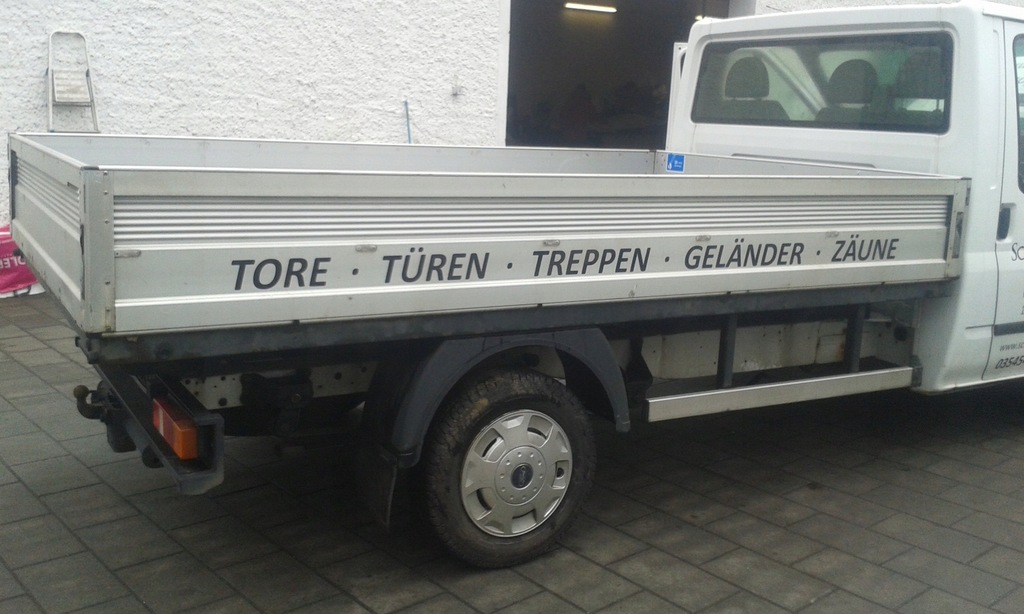 TORE · TÜREN · TREPPEN · GELÄNDER · ZÄUNE